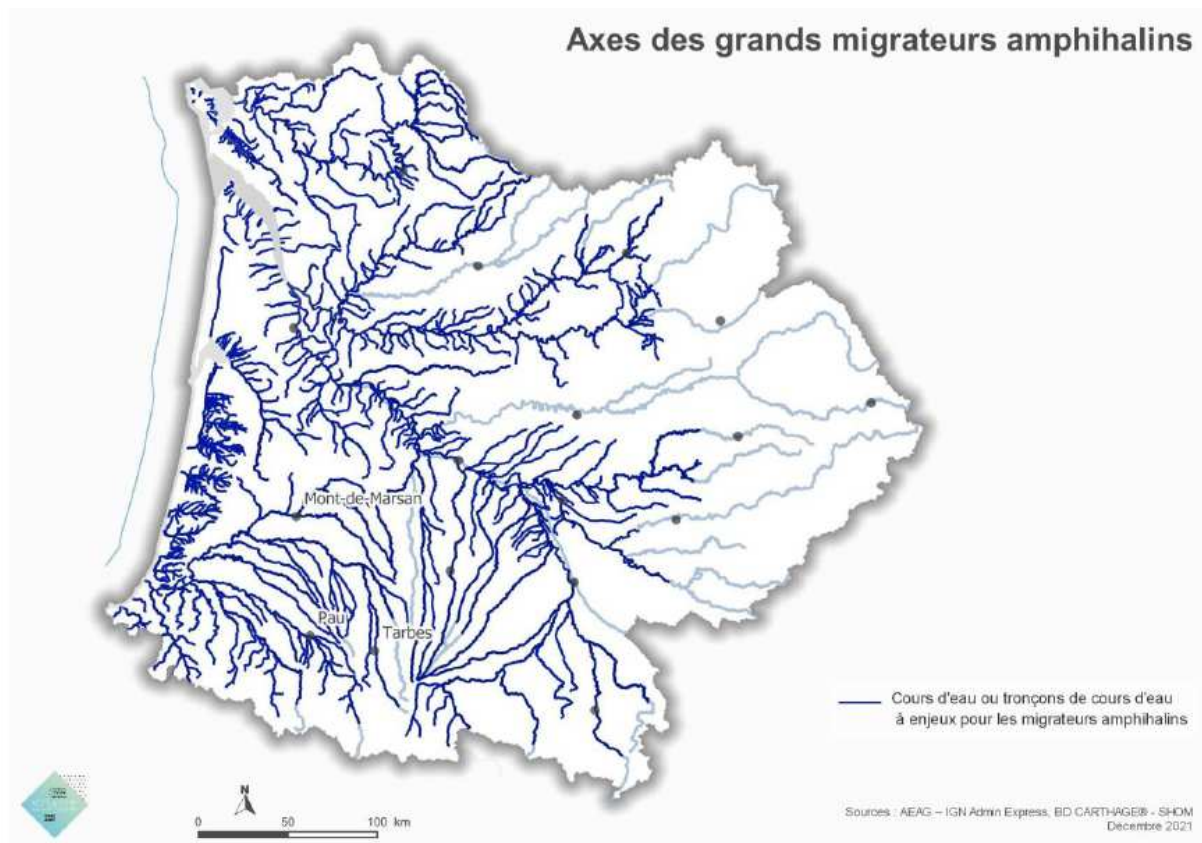 Axes des grands migrateurs amphihalins
Mont-de-Marsan
Pau
Tarbes
Cours d'eau ou tronçons de cours d'eau
à enjeux pour les migrateurs amphihalins
N
0 50 100 km
Sources : AEAG – IGN Admin Express, BD CARTHAGE® - SHOM
Décembre 2021